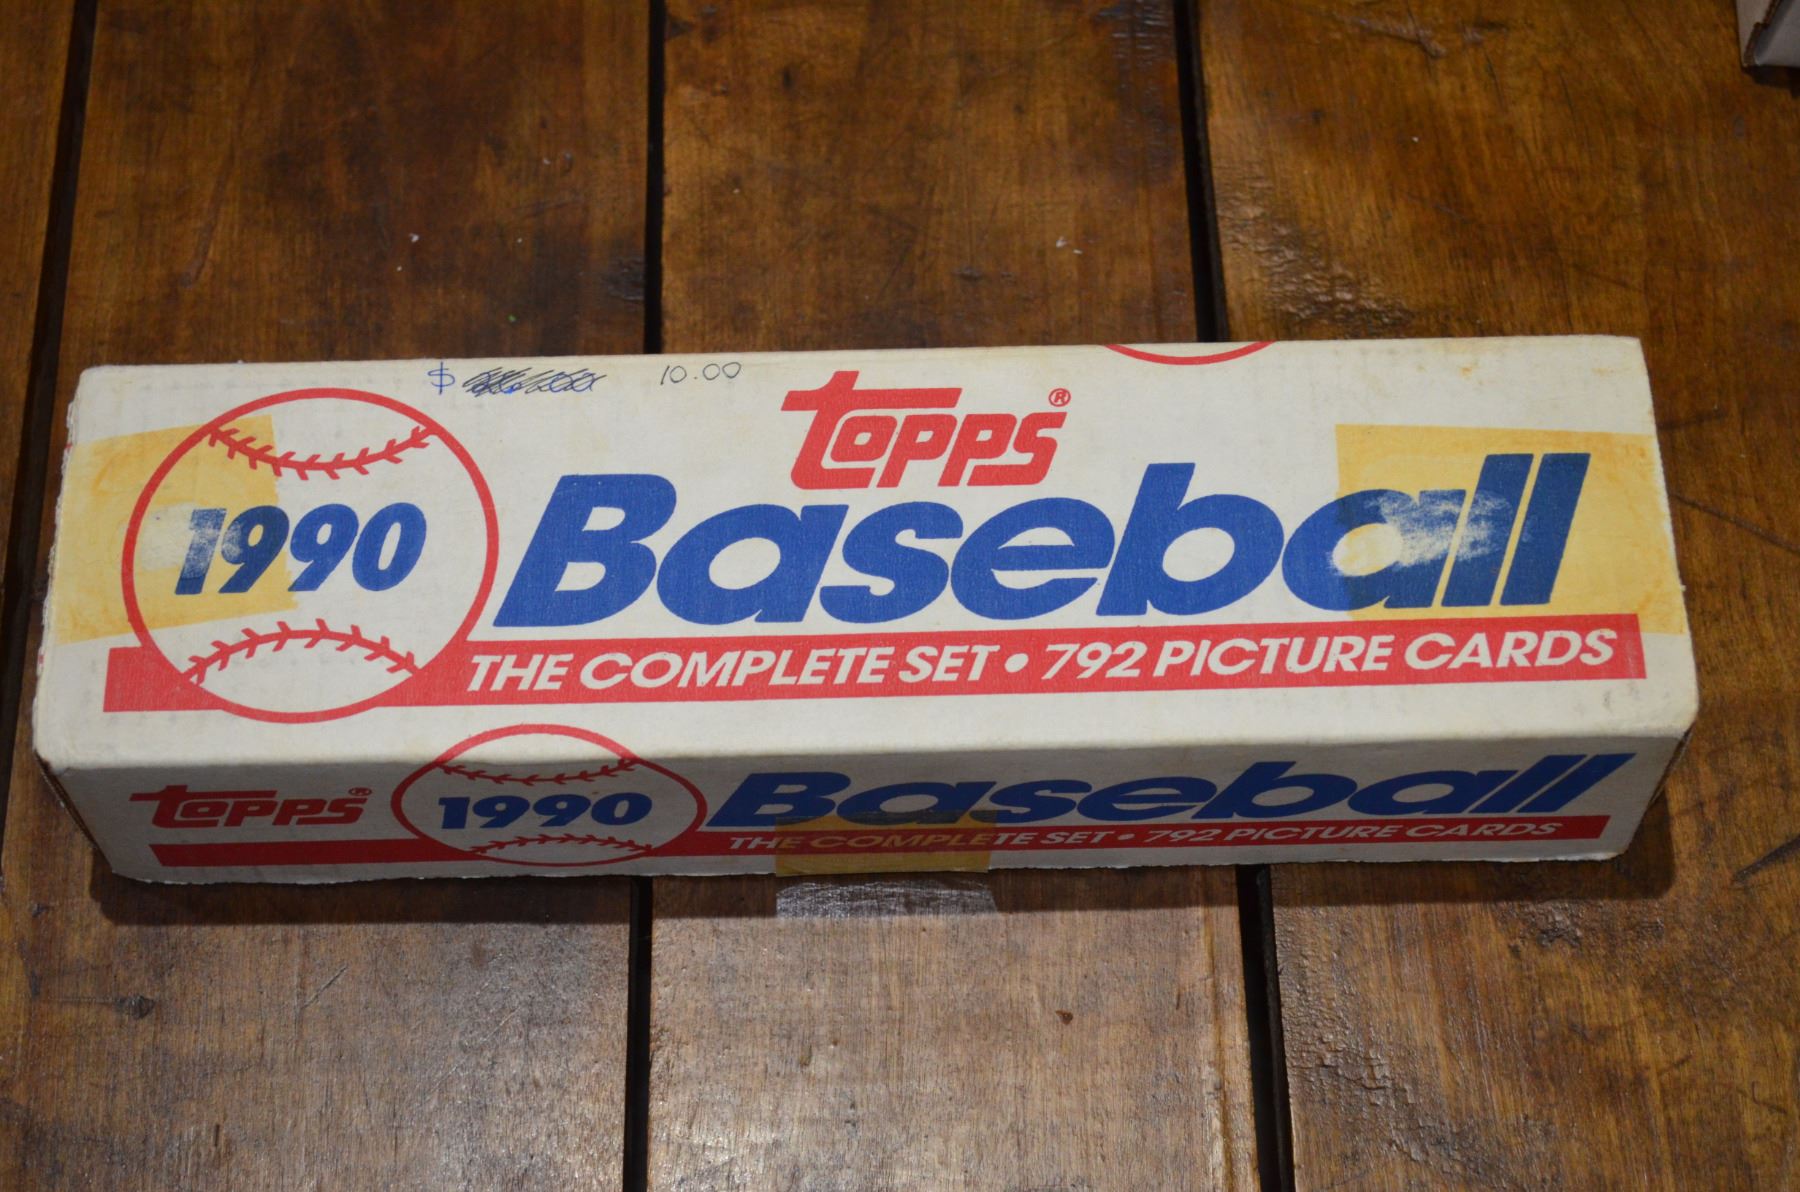 $ 10.00
TOPPS®
1990 Baseball
THE COMPLETE SET • 792 PICTURE CARDS
TOPPS® 1990 Baseball
THE COMPLETE SET • 792 PICTURE CARDS